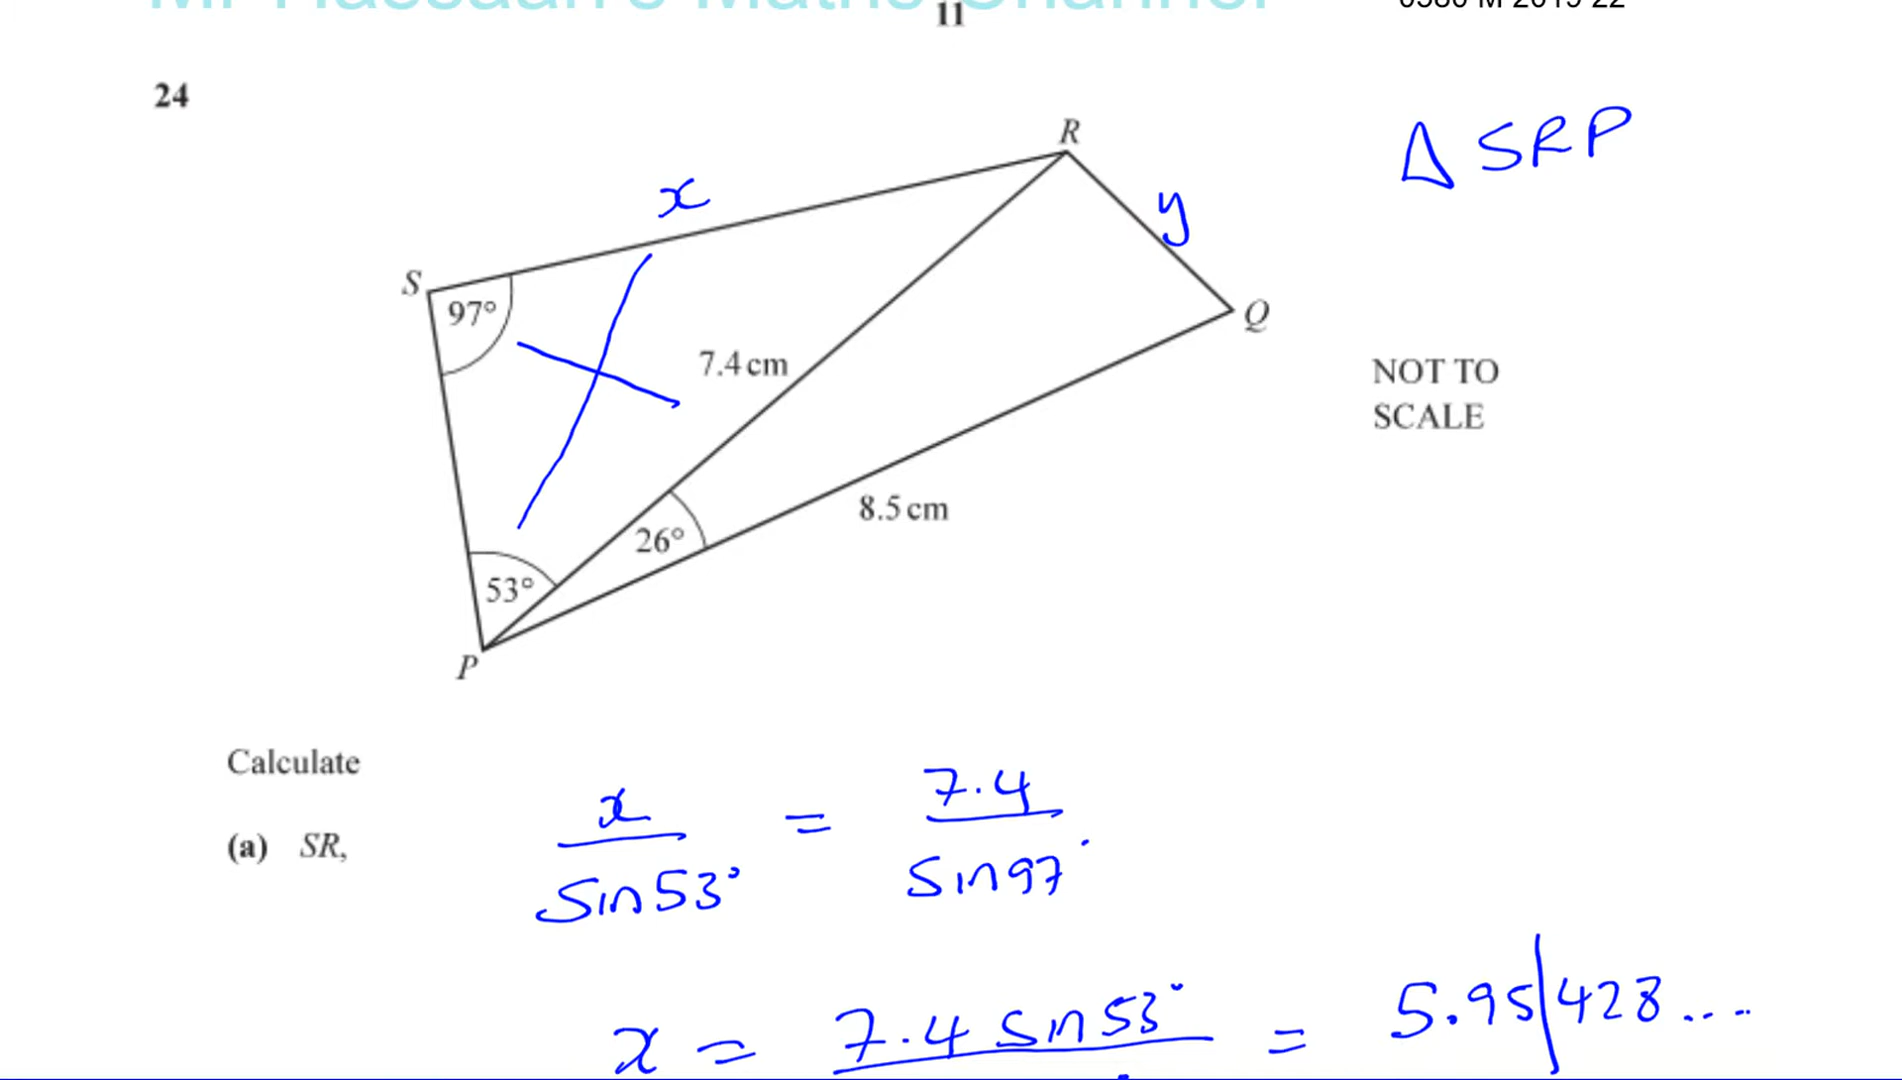 11
24
R
△ SRP
x
y
S
97°
Q
7.4 cm
NOT TO
SCALE
8.5 cm
26°
53°
P
Calculate
x/sin53° = 7.4/sin97°
(a) SR,
x = 7.4 sin53° = 5.95|428...